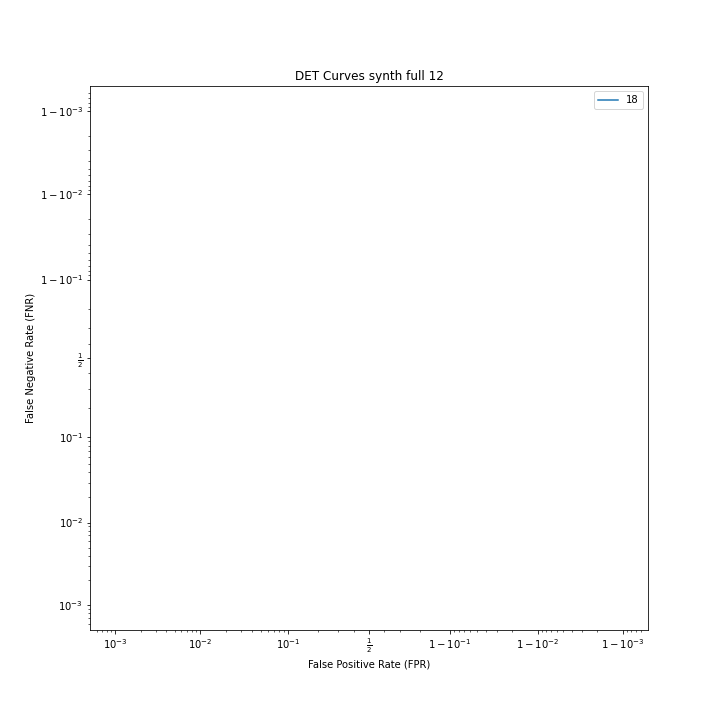 DET Curves synth full 12
18
1 − 10⁻³
1 − 10⁻²
1 − 10⁻¹
½
10⁻¹
10⁻²
10⁻³
False Negative Rate (FNR)
10⁻³ 10⁻² 10⁻¹ ½ 1 − 10⁻¹ 1 − 10⁻² 1 − 10⁻³
False Positive Rate (FPR)